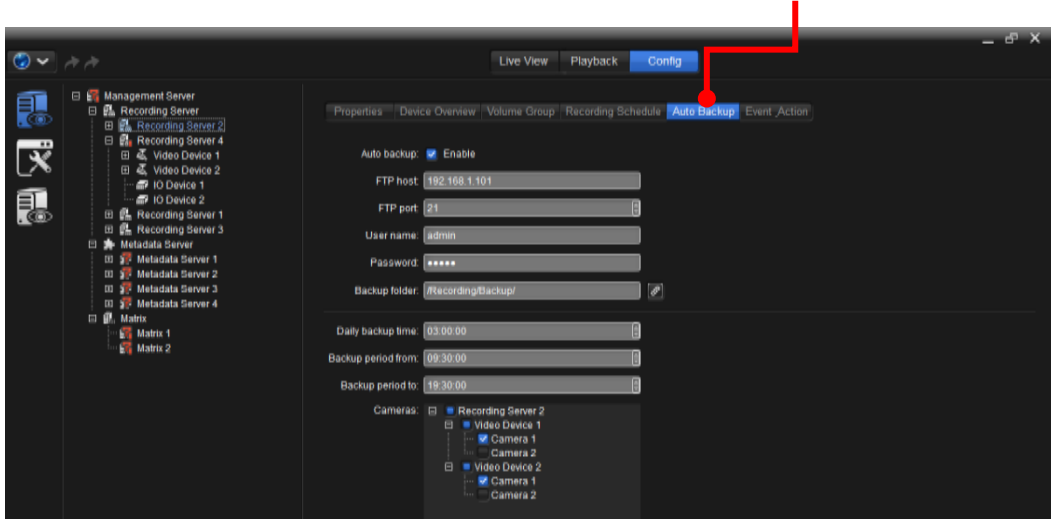 Live View Playback Config
Management Server
Recording Server
Recording Server 2
Recording Server 4
Video Device 1
Video Device 2
IO Device 1
IO Device 2
Recording Server 1
Recording Server 3
Metadata Server
Metadata Server 1
Metadata Server 2
Metadata Server 3
Metadata Server 4
Matrix
Matrix 1
Matrix 2
Properties Device Overview Volume Group Recording Schedule Auto Backup Event_Action
Auto backup: Enable
FTP host: 192.168.1.101
FTP port: 21
User name: admin
Password: •••••
Backup folder: /Recording/Backup/
Daily backup time: 03:00:00
Backup period from: 09:30:00
Backup period to: 19:30:00
Cameras: Recording Server 2
Video Device 1
Camera 1
Camera 2
Video Device 2
Camera 1
Camera 2